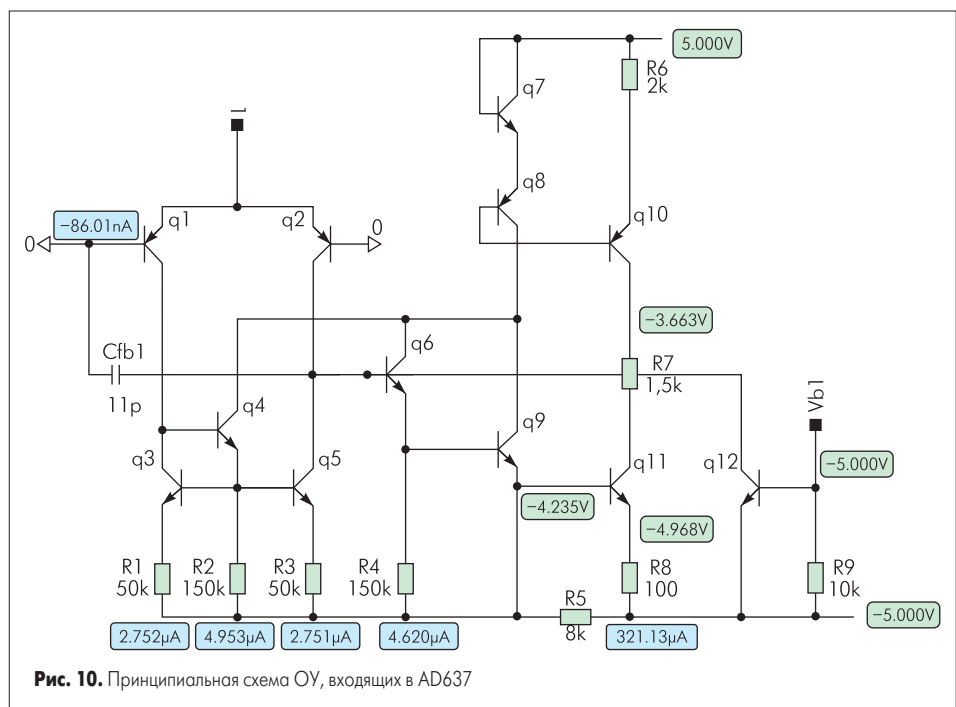 5.000V
R6
2k
q7
I
q8
q1
q2
q10
−86.01nA
0
0
−3.663V
Cfb1
q6
R7
1,5k
11p
Vb1
q4
q9
q3
q5
q11
q12
−5.000V
−4.235V
−4.968V
R1
50k
R2
150k
R3
50k
R4
150k
R8
100
R9
10k
R5
8k
−5.000V
2.752µA
4.953µA
2.751µA
4.620µA
321.13µA
Рис. 10. Принципиальная схема ОУ, входящих в AD637